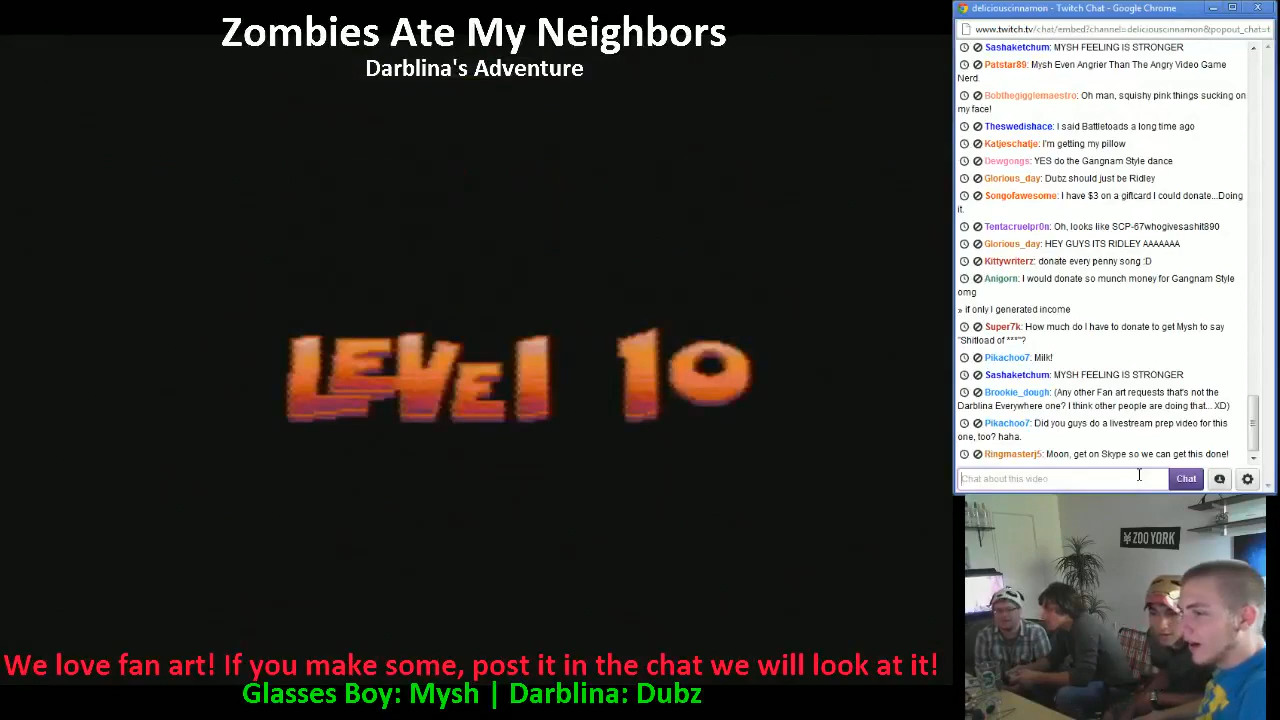 Zombies Ate My Neighbors
Darblina's Adventure
LEVEL 10
We love fan art! If you make some, post it in the chat we will look at it!
Glasses Boy: Mysh | Darblina: Dubz
deliciouscinnamon - Twitch Chat - Google Chrome
www.twitch.tv/chat/embed?channel=deliciouscinnamon&popout_chat=t
Sashaketchum: MYSH FEELING IS STRONGER
Patstar89: Mysh Even Angrier Than The Angry Video Game
Nerd.
Bobthegigglemaestro: Oh man, squishy pink things sucking on
my face!
Theswedishace: I said Battletoads a long time ago
Katjeschatje: I'm getting my pillow
Dewgongs: YES do the Gangnam Style dance
Glorious_day: Dubz should just be Ridley
Songofawesome: I have $3 on a giftcard I could donate...Doing
it.
Tentacruelpr0n: Oh, looks like SCP-67whogivesashit890
Glorious_day: HEY GUYS ITS RIDLEY AAAAAAA
Kittywriterz: donate every penny song :D
Anigorn: I would donate so munch money for Gangnam Style
omg
» if only I generated income
Super7k: How much do I have to donate to get Mysh to say
"Shitload of ***"?
Pikachoo7: Milk!
Sashaketchum: MYSH FEELING IS STRONGER
Brookie_dough: (Any other Fan art requests that's not the
Darblina Everywhere one? I think other people are doing that... XD)
Pikachoo7: Did you guys do a livestream prep video for this
one, too? haha.
Ringmasterj5: Moon, get on Skype so we can get this done!
Chat about this video
Chat
¥ZOO YORK